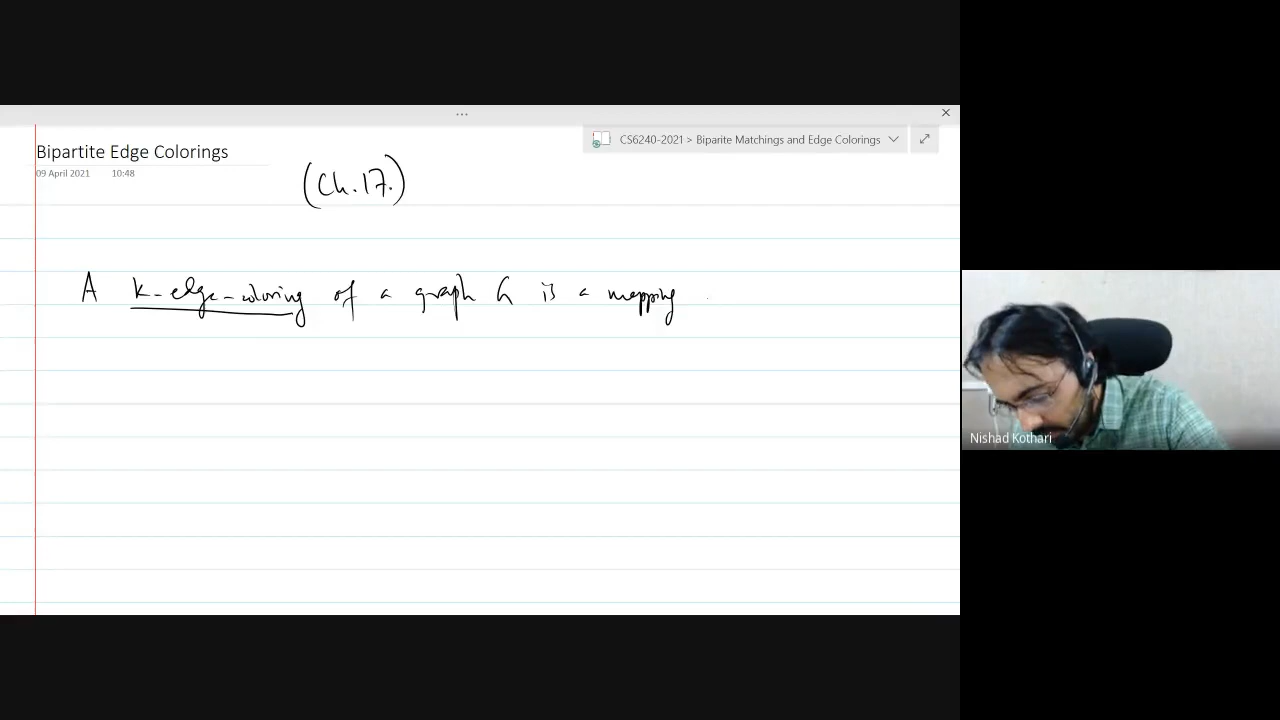 CS6240-2021 > Biparite Matchings and Edge Colorings
Bipartite Edge Colorings
09 April 2021 10:48
(Ch.17.)
A k-edge-coloring of a graph G is a mapping
Nishad Kothari